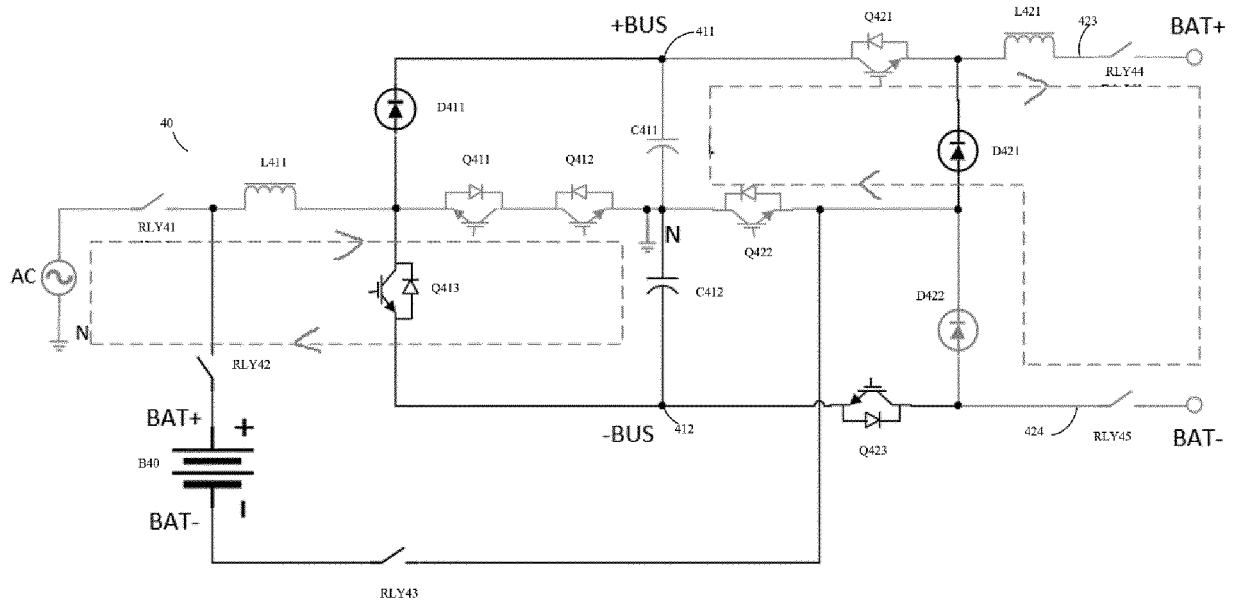 +BUS
411
Q421
L421
423
BAT+
RLY44
40
D411
C411
D421
L411
Q411
Q412
RLY41
N
Q422
AC
Q413
C412
D422
N
RLY42
BAT+
+
-BUS
412
Q423
424
RLY45
BAT-
B40
BAT-
RLY43